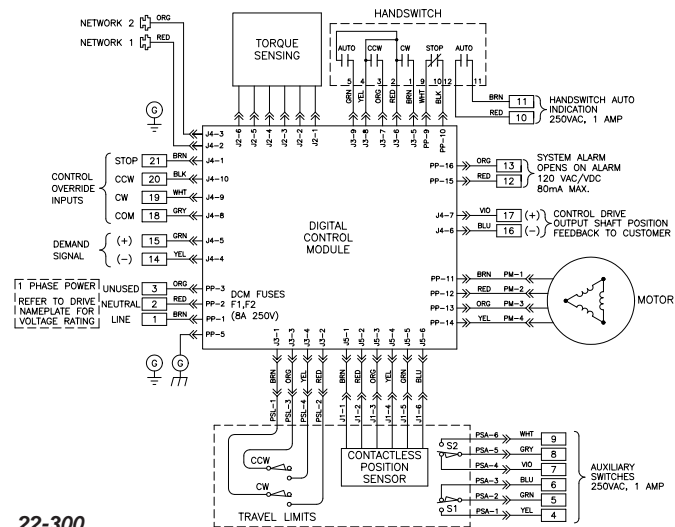 HANDSWITCH
NETWORK 2 ORG
NETWORK 1 RED
TORQUE
SENSING
AUTO CCW CW STOP AUTO
5 4 3 2 1 9 10 12 11
GRN YEL ORG RED BRN WHT BLK
BRN 11
RED 10
HANDSWITCH AUTO
INDICATION
250VAC, 1 AMP
G
J4-3
J4-2
J2-6 J2-5 J2-4 J2-3 J2-2 J2-1
J3-9 J3-8 J3-7 J3-6 J3-5 PP-9 PP-10
CONTROL
OVERRIDE
INPUTS
STOP 21 BRN J4-1
CCW 20 BLK J4-10
CW 19 WHT J4-9
COM 18 GRY J4-8
PP-16 ORG 13
PP-15 RED 12
SYSTEM ALARM
OPENS ON ALARM
120 VAC/VDC
80mA MAX.
DEMAND
SIGNAL
(+) 15 GRN J4-5
(-) 14 YEL J4-4
DIGITAL
CONTROL
MODULE
J4-7 VIO 17 (+)
J4-6 BLU 16 (-)
CONTROL DRIVE
OUTPUT SHAFT POSITION
FEEDBACK TO CUSTOMER
1 PHASE POWER
REFER TO DRIVE
NAMEPLATE FOR
VOLTAGE RATING
UNUSED 3 ORG PP-3
NEUTRAL 2 RED PP-2
LINE 1 BRN PP-1
PP-5
DCM FUSES
F1,F2
(8A 250V)
PP-11 BRN PM-1
PP-12 RED PM-2
PP-13 ORG PM-3
PP-14 YEL PM-4
MOTOR
G G
J3-1 J3-3 J3-4 J3-2 J5-1 J5-2 J5-3 J5-4 J5-5 J5-6
BRN ORG YEL RED BRN RED ORG YEL GRN BLU
PSL-1 PSL-3 PSL-4 PSL-2 J1-1 J1-2 J1-3 J1-4 J1-5 J1-6
CCW
CW
TRAVEL LIMITS
CONTACTLESS
POSITION
SENSOR
S2
S1
PSA-6 WHT 9
PSA-5 GRY 8
PSA-4 VIO 7
PSA-3 BLU 6
PSA-2 GRN 5
PSA-1 YEL 4
AUXILIARY
SWITCHES
250VAC, 1 AMP
22-300